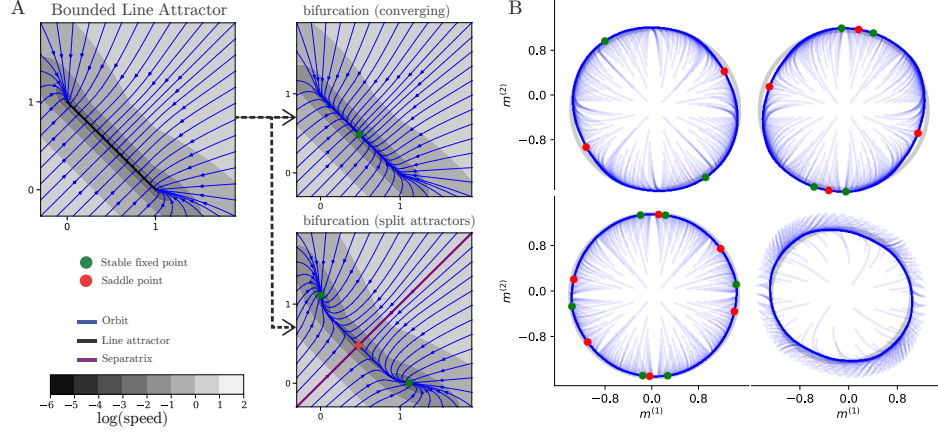 A
Bounded Line Attractor
1
0
0
1
bifurcation (converging)
1
0
0
1
bifurcation (split attractors)
1
0
0
1
Stable fixed point
Saddle point
Orbit
Line attractor
Separatrix
−6 −5 −4 −3 −2 −1 0 1 2
log(speed)
B
m(2)
0.8
0.0
−0.8
m(2)
0.8
0.0
−0.8
−0.8 0.0 0.8
m(1)
−0.8 0.0 0.8
m(1)